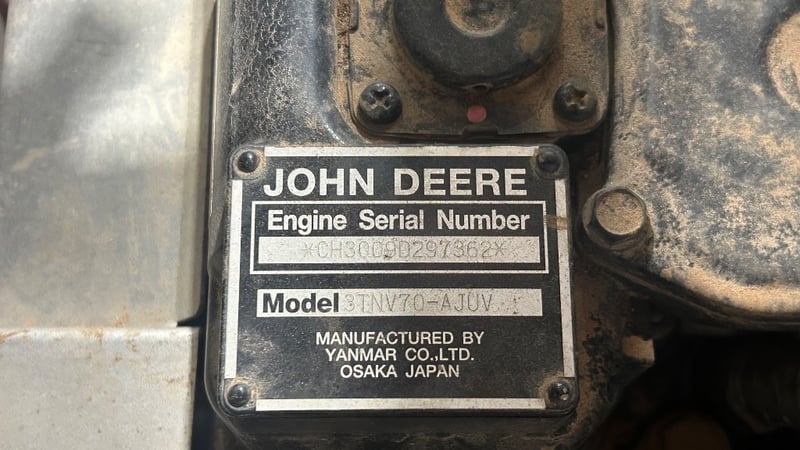 JOHN DEERE
Engine Serial Number
*CH3009D297362*
Model 3TNV70-AJUV
MANUFACTURED BY
YANMAR CO.,LTD.
OSAKA JAPAN